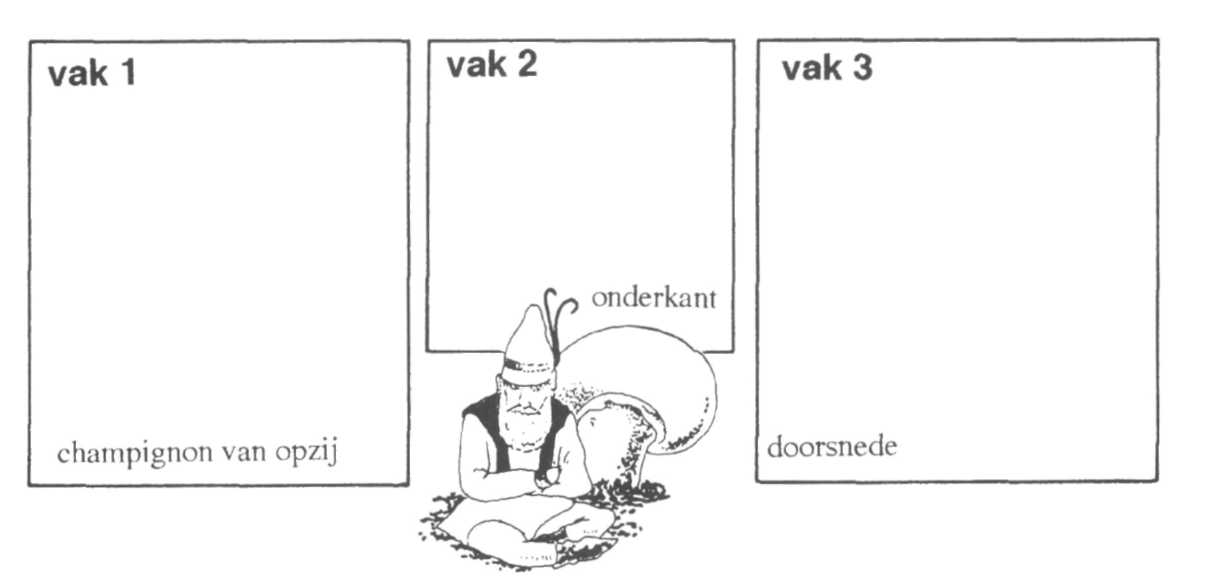 vak 1
champignon van opzij
vak 2
onderkant
vak 3
doorsnede